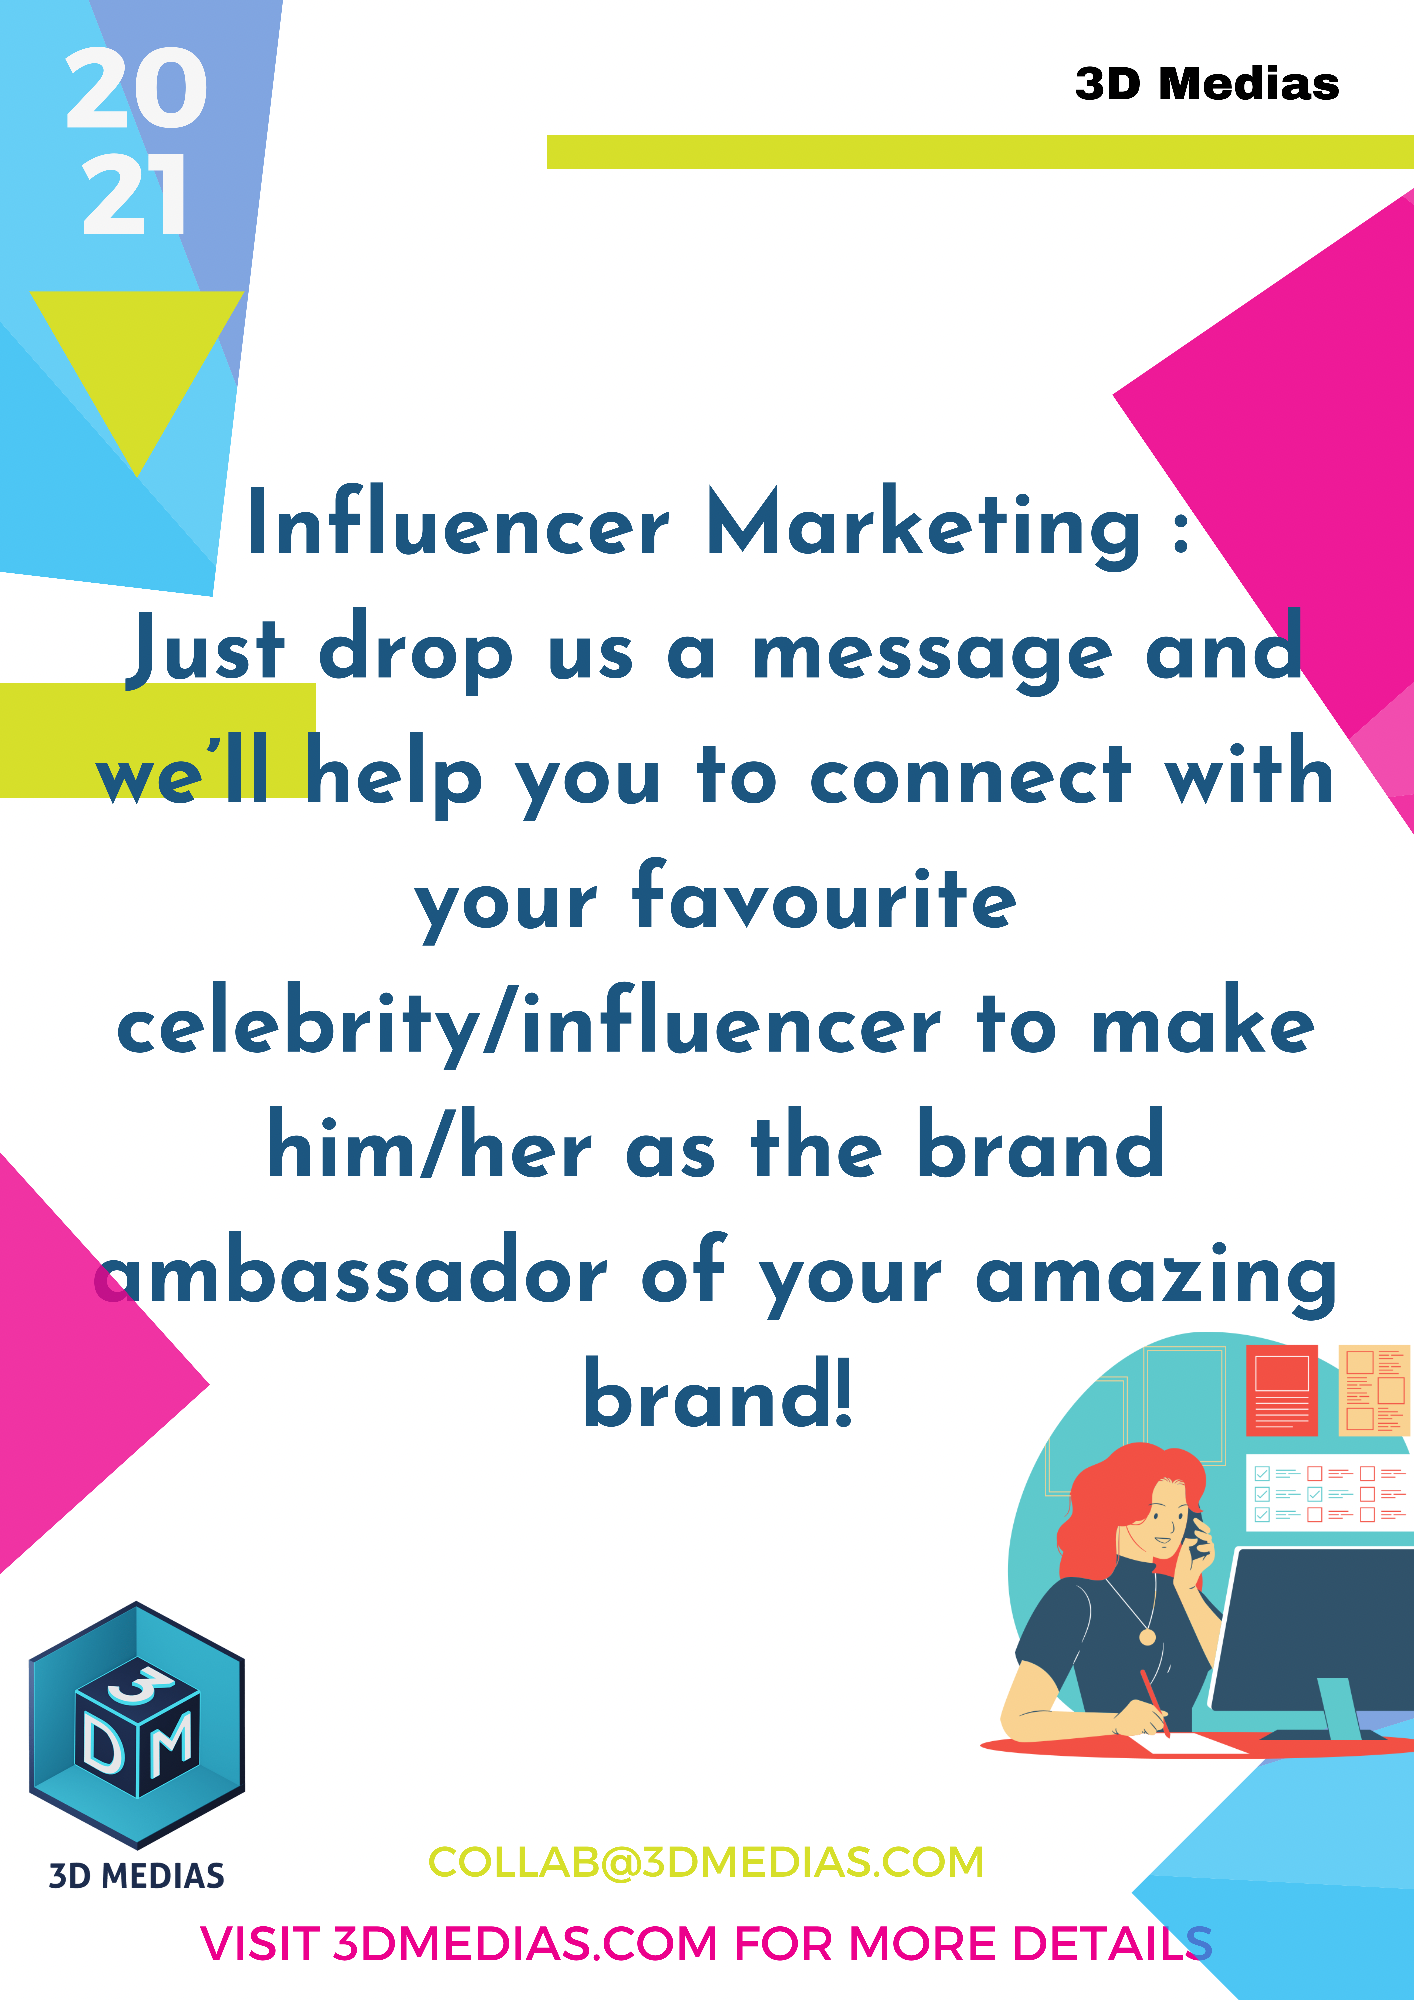 20
21
3D Medias
Influencer Marketing :
Just drop us a message and
we’ll help you to connect with
your favourite
celebrity/influencer to make
him/her as the brand
ambassador of your amazing
brand!
3
D M
3D MEDIAS
COLLAB@3DMEDIAS.COM
VISIT 3DMEDIAS.COM FOR MORE DETAILS